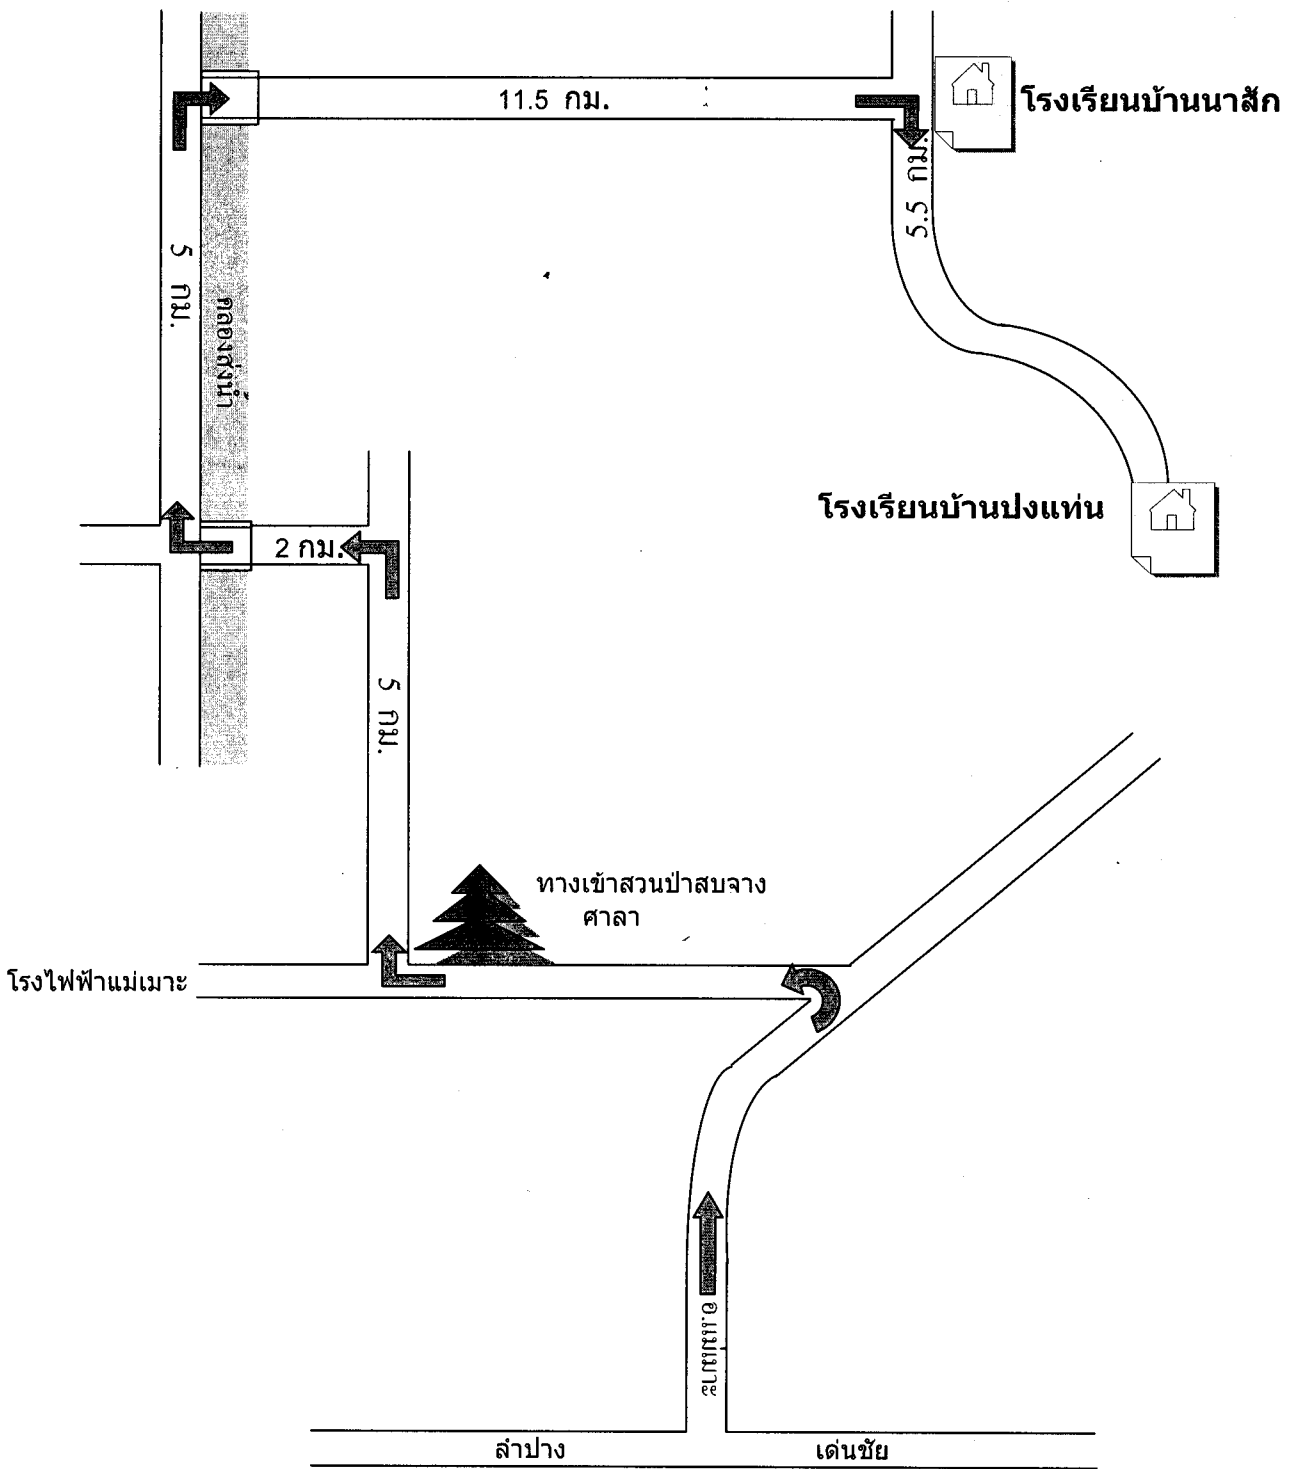 11.5 กม.
โรงเรียนบ้านนาสัก
5.5 กม.
5 กม.
คลองส่งน้ำ
โรงเรียนบ้านปงแท่น
2 กม.
5 กม.
ทางเข้าสวนป่าสบจาง
ศาลา
โรงไฟฟ้าแม่เมาะ
อ.แม่เมาะ
ลำปาง
เด่นชัย